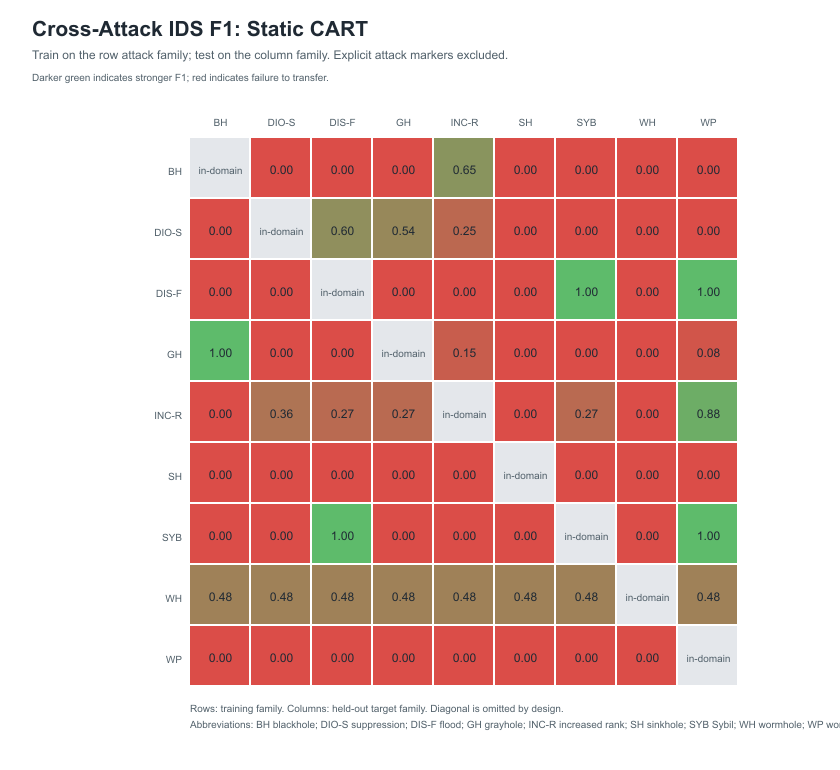 Cross-Attack IDS F1: Static CART
Train on the row attack family; test on the column family. Explicit attack markers excluded.
Darker green indicates stronger F1; red indicates failure to transfer.
BH DIO-S DIS-F GH INC-R SH SYB WH WP
BH in-domain 0.00 0.00 0.00 0.65 0.00 0.00 0.00 0.00
DIO-S 0.00 in-domain 0.60 0.54 0.25 0.00 0.00 0.00 0.00
DIS-F 0.00 0.00 in-domain 0.00 0.00 0.00 1.00 0.00 1.00
GH 1.00 0.00 0.00 in-domain 0.15 0.00 0.00 0.00 0.08
INC-R 0.00 0.36 0.27 0.27 in-domain 0.00 0.27 0.00 0.88
SH 0.00 0.00 0.00 0.00 0.00 in-domain 0.00 0.00 0.00
SYB 0.00 0.00 1.00 0.00 0.00 0.00 in-domain 0.00 1.00
WH 0.48 0.48 0.48 0.48 0.48 0.48 0.48 in-domain 0.48
WP 0.00 0.00 0.00 0.00 0.00 0.00 0.00 0.00 in-domain
Rows: training family. Columns: held-out target family. Diagonal is omitted by design.
Abbreviations: BH blackhole; DIO-S suppression; DIS-F flood; GH grayhole; INC-R increased rank; SH sinkhole; SYB Sybil; WH wormhole; WP